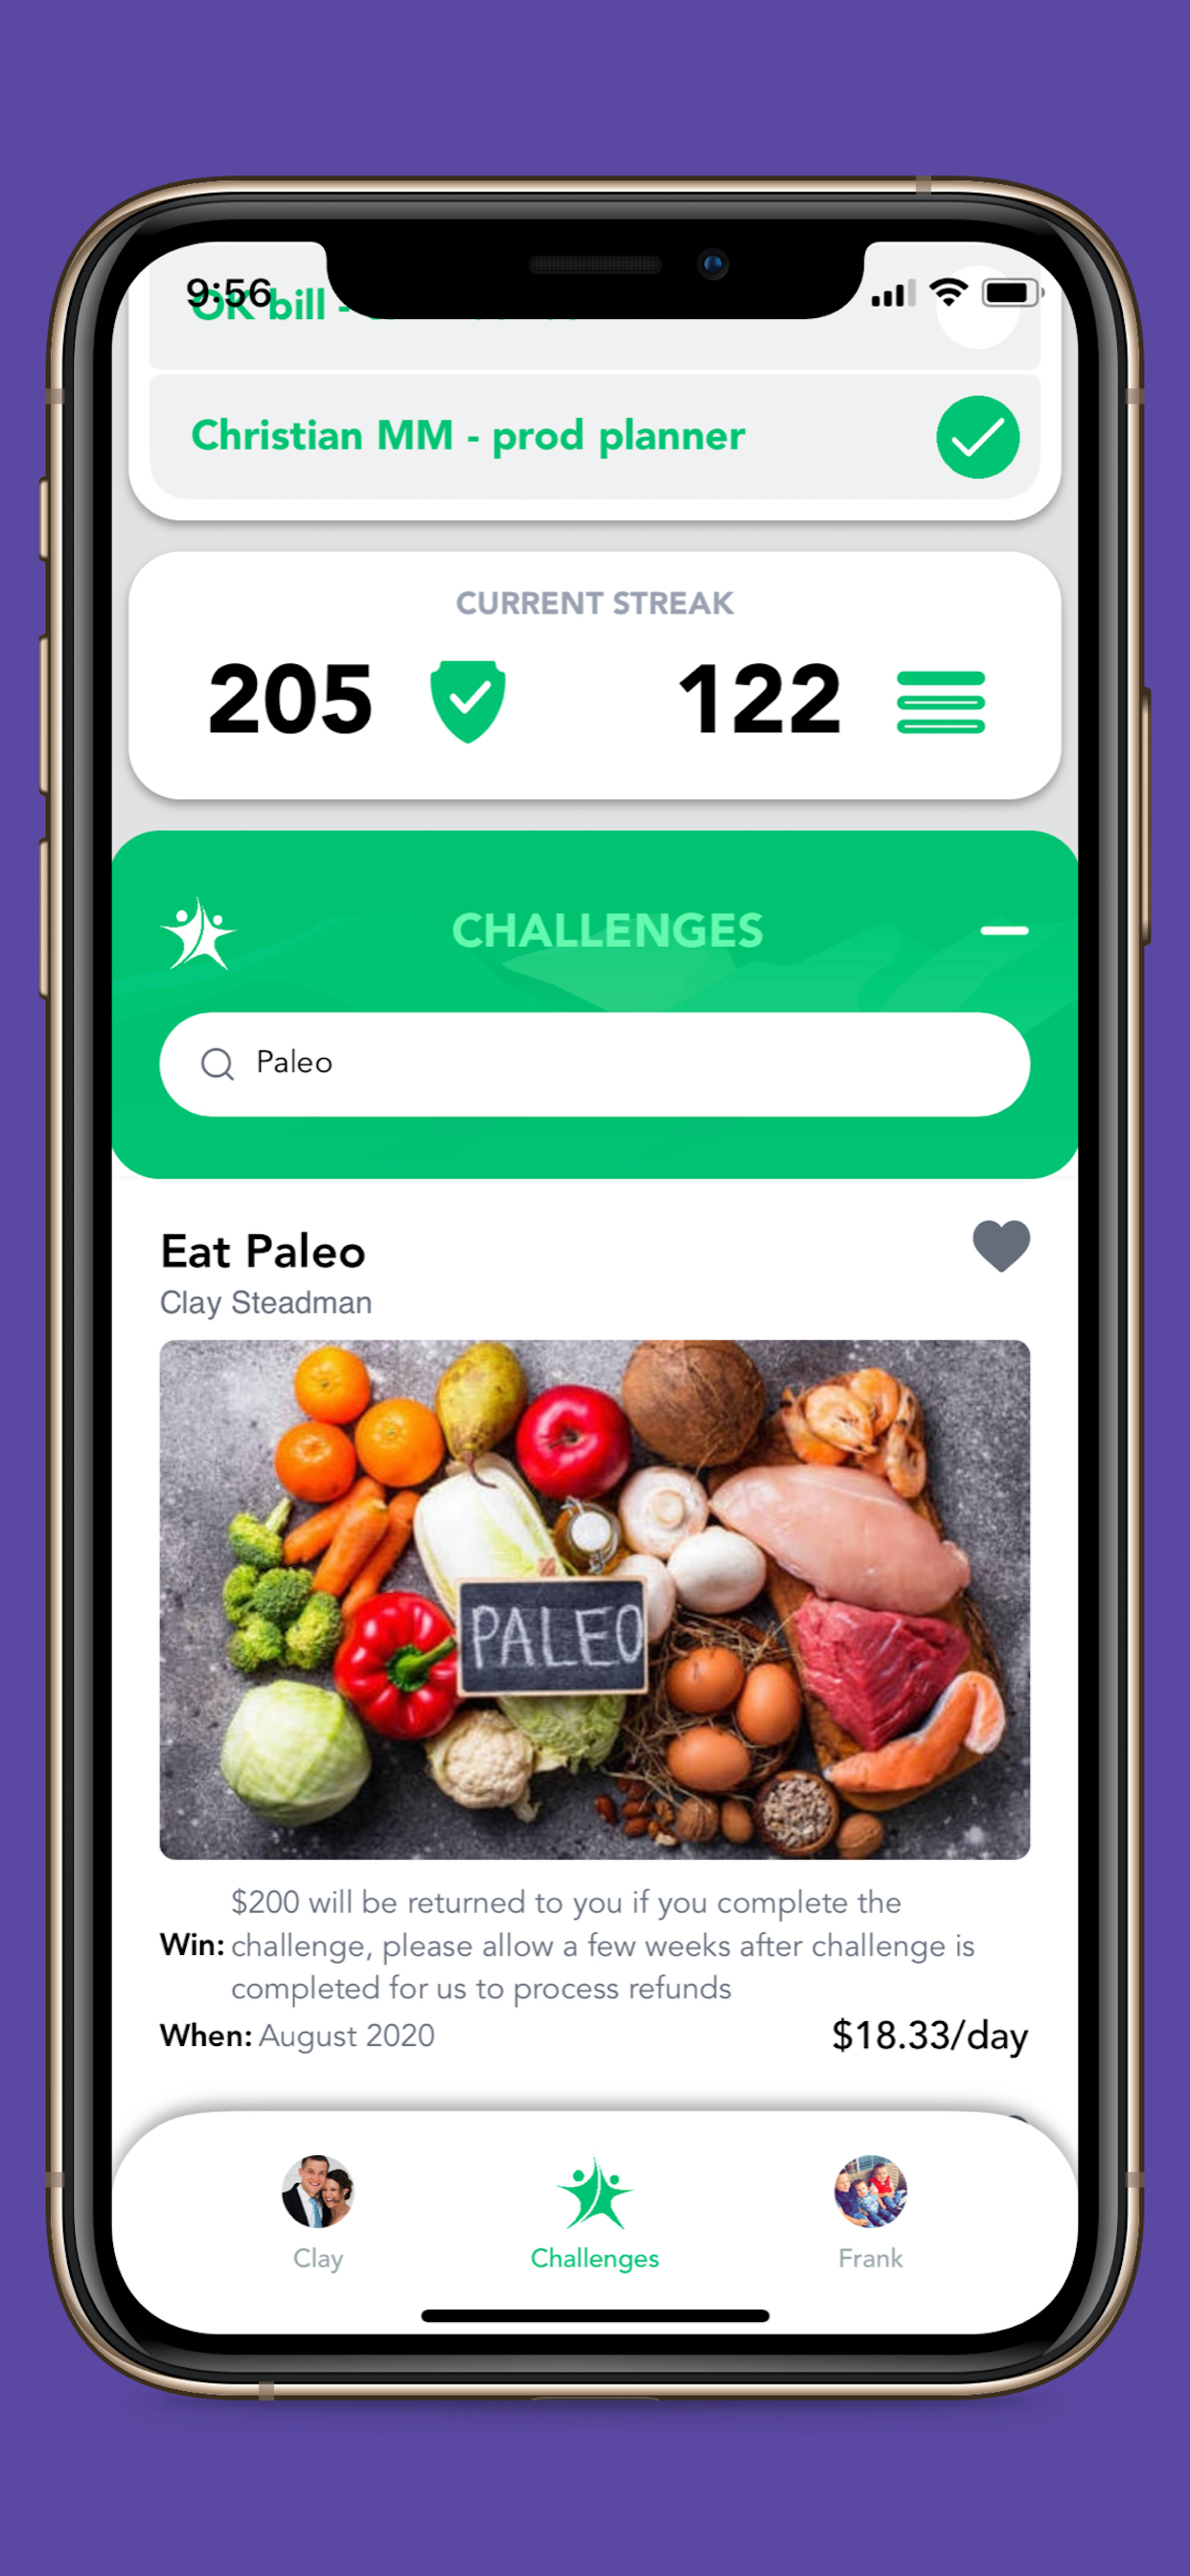 9:56
OK bill -
Christian MM - prod planner
CURRENT STREAK
205 122
CHALLENGES
Paleo
Eat Paleo
Clay Steadman
PALEO
Win: $200 will be returned to you if you complete the
challenge, please allow a few weeks after challenge is
completed for us to process refunds
When: August 2020 $18.33/day
Clay Challenges Frank